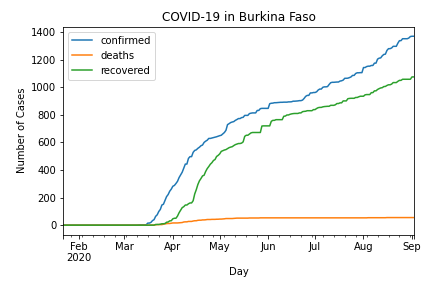 COVID-19 in Burkina Faso
confirmed
deaths
recovered
Number of Cases
1400
1200
1000
800
600
400
200
0
Feb Mar Apr May Jun Jul Aug Sep
2020
Day